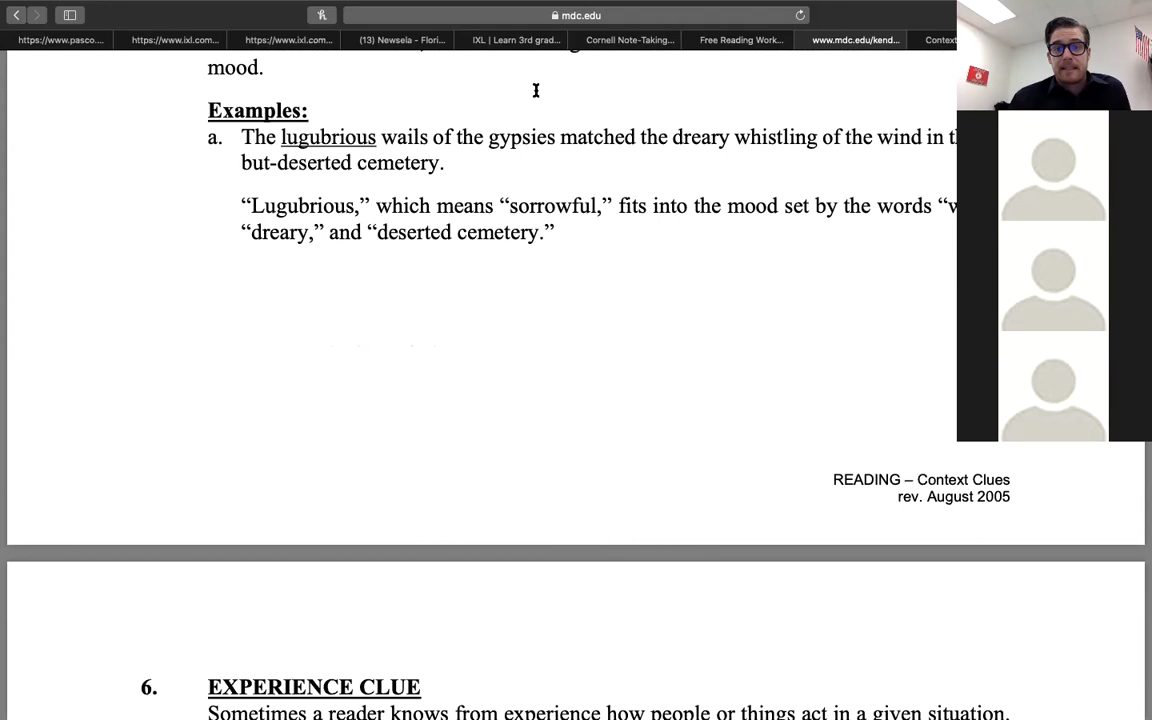 mdc.edu
https://www.pasco....
https://www.ixl.com...
https://www.ixl.com...
(13) Newsela - Flori...
IXL | Learn 3rd grad...
Cornell Note-Taking...
Free Reading Work...
www.mdc.edu/kend...
Context
mood.
Examples:
a. The lugubrious wails of the gypsies matched the dreary whistling of the wind in
but-deserted cemetery.
“Lugubrious,” which means “sorrowful,” fits into the mood set by the words
“dreary,” and “deserted cemetery.”
READING – Context Clues
rev. August 2005
6. EXPERIENCE CLUE
Sometimes a reader knows from experience how people or things act in a given situation.